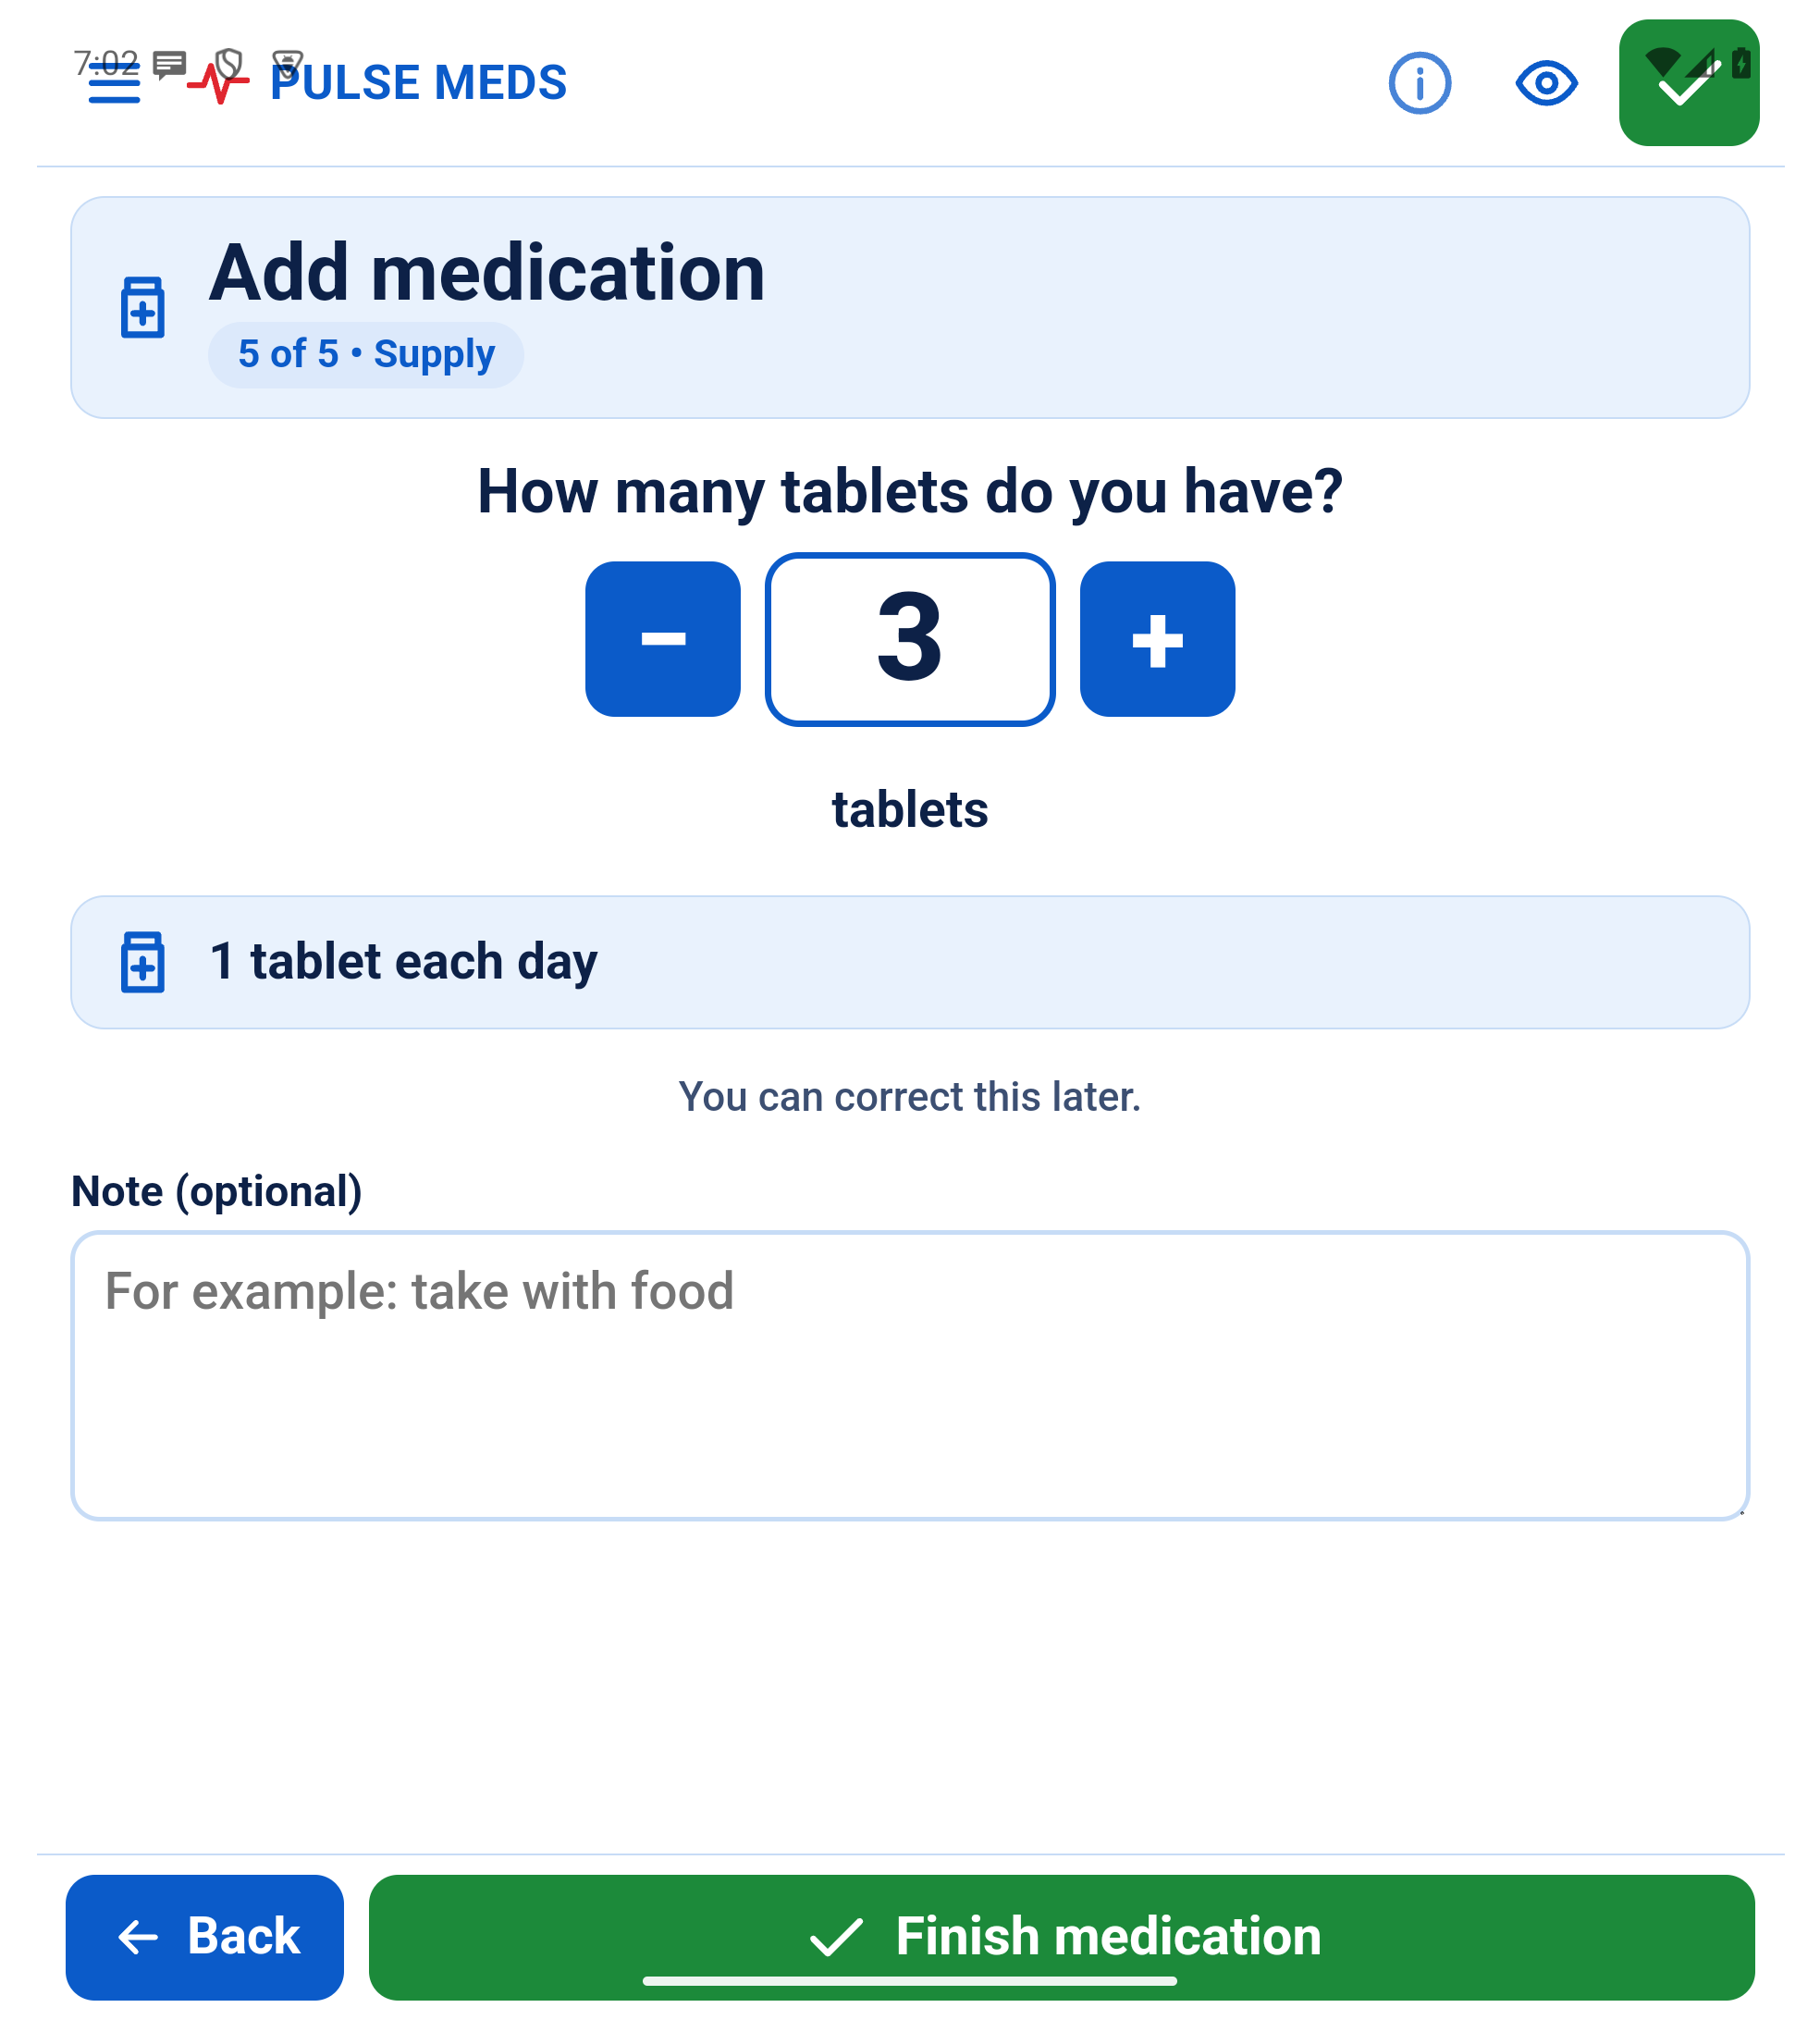 7:02
PULSE MEDS
Add medication
5 of 5 • Supply
How many tablets do you have?
− 3 +
tablets
1 tablet each day
You can correct this later.
Note (optional)
For example: take with food
Back
Finish medication